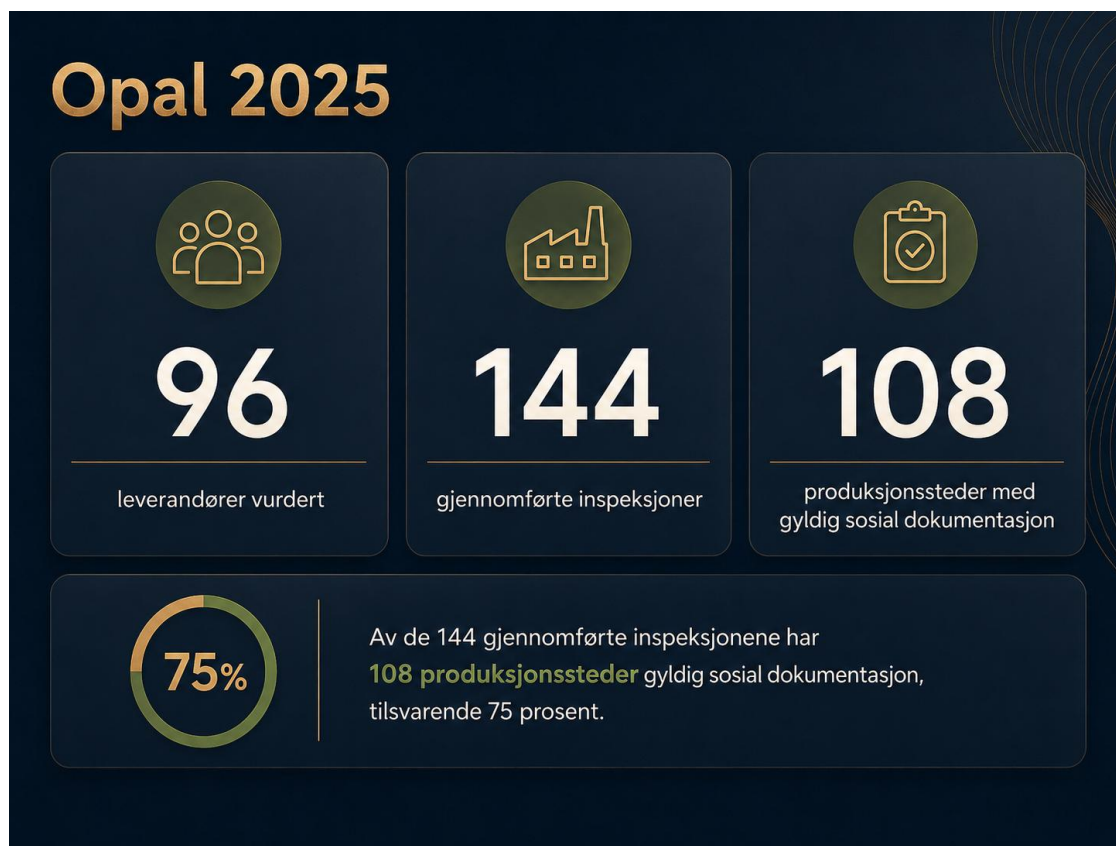 Opal 2025
96
leverandører vurdert
144
gjennomførte inspeksjoner
108
produksjonssteder med
gyldig sosial dokumentasjon
75%
Av de 144 gjennomførte inspeksjonene har
108 produksjonssteder gyldig sosial dokumentasjon,
tilsvarende 75 prosent.